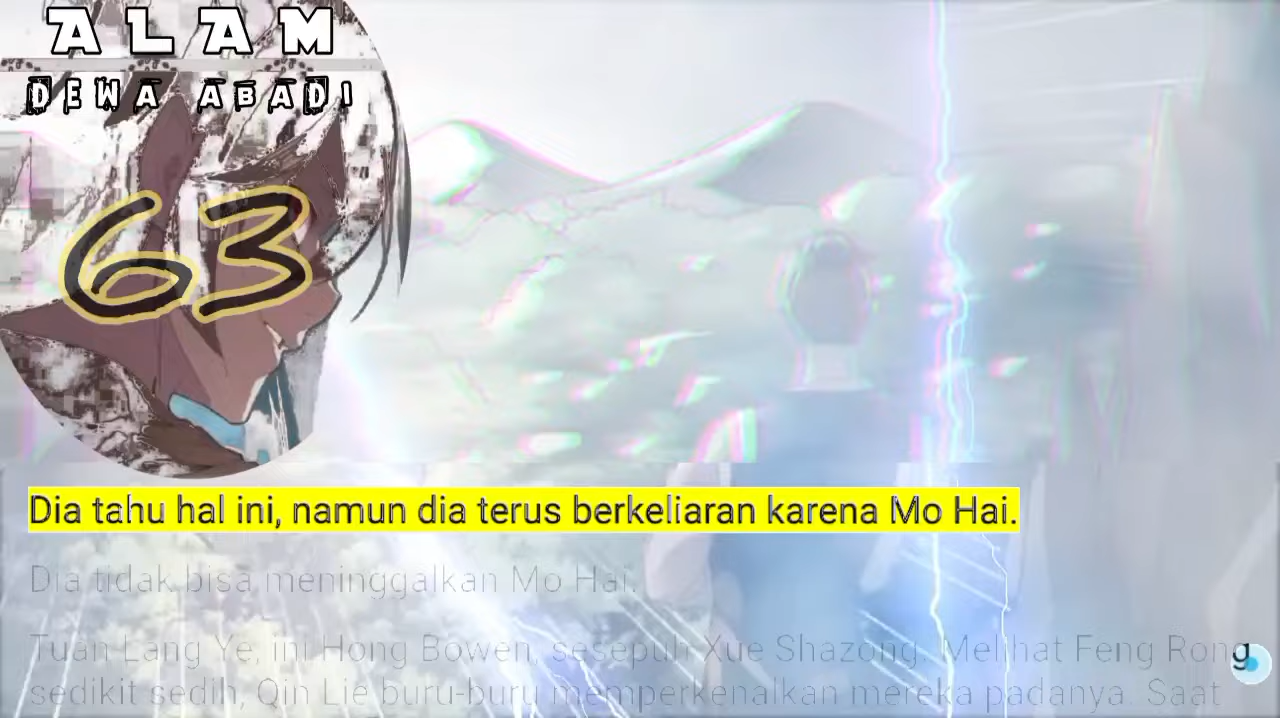 ALAM
DEWA ABADI
63
Dia tahu hal ini, namun dia terus berkeliaran karena Mo Hai.
Dia tidak bisa meninggalkan Mo Hai.
Tuan Lang Ye, ini Hong Bowen, sesepuh Xue Shazong. Melihat Feng Rong
sedikit sedih, Qin Lie buru-buru memperkenalkan mereka padanya. Saat